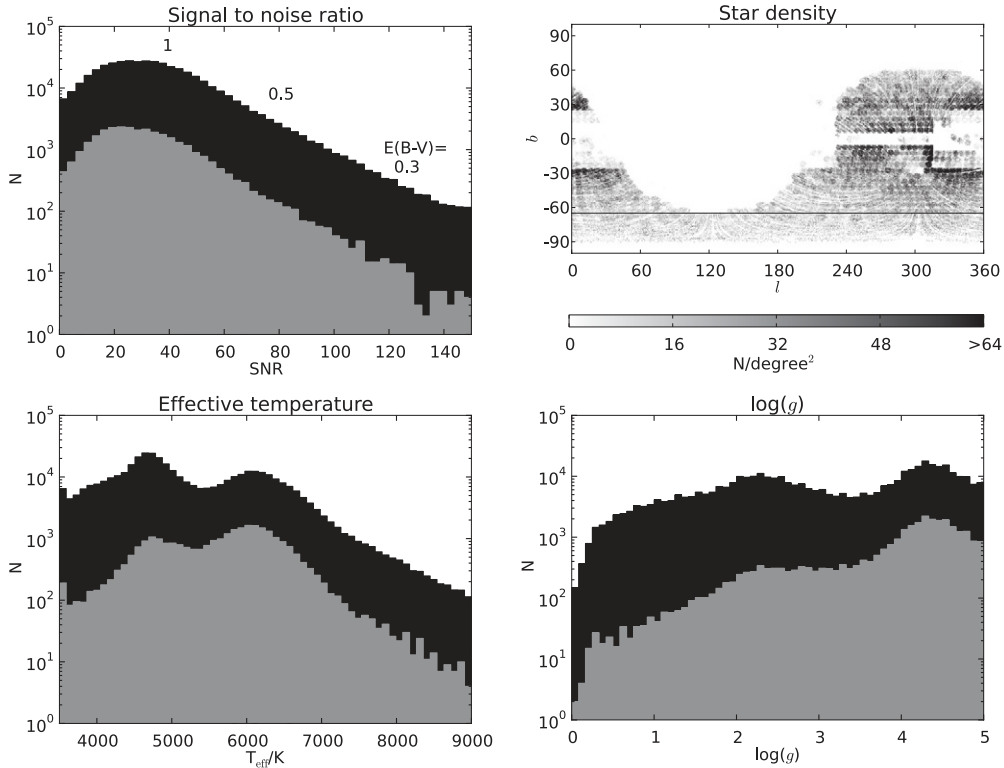 Signal to noise ratio
10^5
10^4
10^3
10^2
10^1
10^0
N
1
0.5
E(B-V)=
0.3
0 20 40 60 80 100 120 140
SNR
Star density
90
60
30
0
-30
-60
-90
b
0 60 120 180 240 300 360
l
0 16 32 48 >64
N/degree^2
Effective temperature
10^5
10^4
10^3
10^2
10^1
10^0
N
4000 5000 6000 7000 8000 9000
T_eff/K
log(g)
10^5
10^4
10^3
10^2
10^1
10^0
N
0 1 2 3 4 5
log(g)